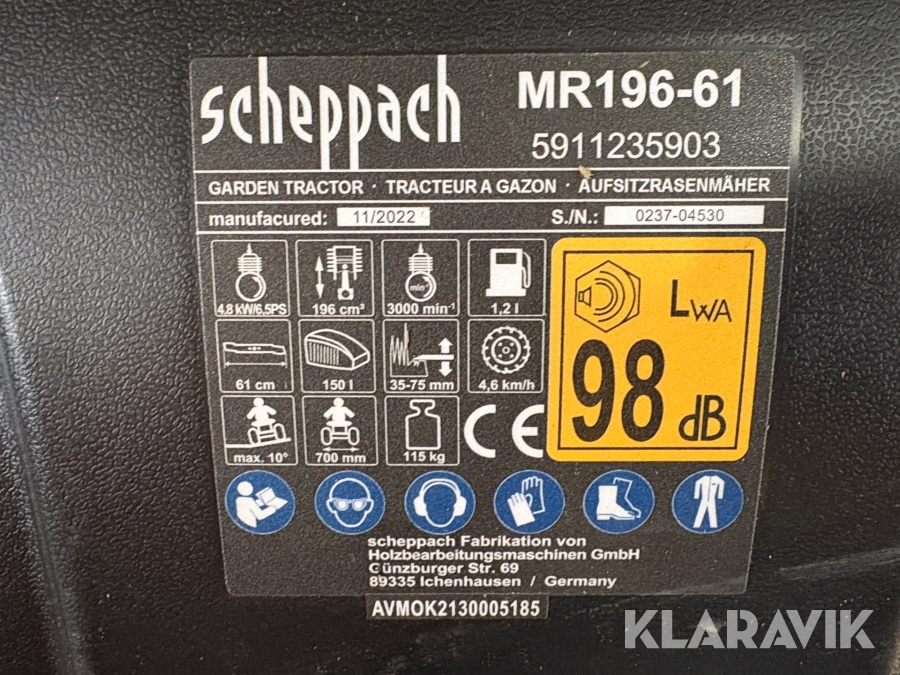 scheppach MR196-61
5911235903
GARDEN TRACTOR · TRACTEUR A GAZON · AUFSITZRASENMÄHER
manufacured: 11/2022 S./N.: 0237-04530
min⁻¹
4.8 kW/6,5PS 196 cm³ 3000 min⁻¹ 1,2 l
LWA
61 cm 150 l 35-75 mm 4,6 km/h
98 dB
CE
max. 10° 700 mm 115 kg
scheppach Fabrikation von
Holzbearbeitungsmaschinen GmbH
Günzburger Str. 69
89335 Ichenhausen / Germany
AVMOK2130005185
KLARAVIK